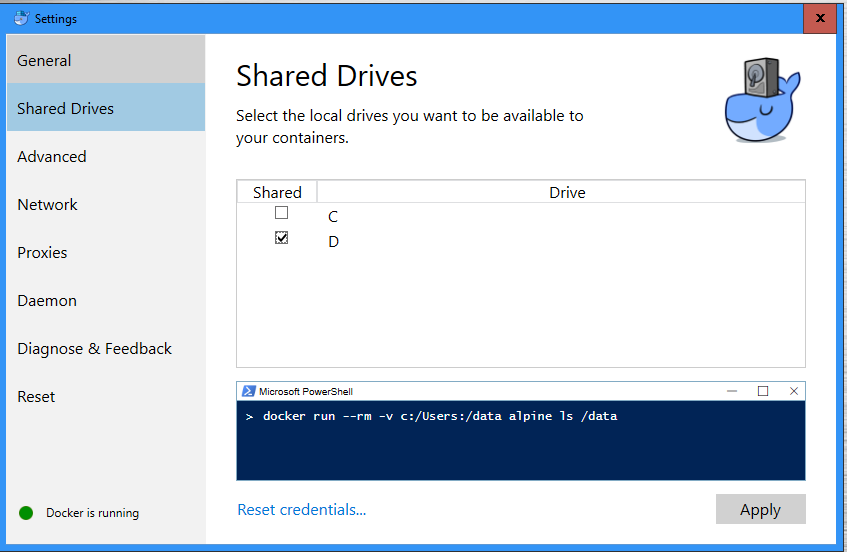 Settings
x
General
Shared Drives
Advanced
Network
Proxies
Daemon
Diagnose & Feedback
Reset
Docker is running
Shared Drives
Select the local drives you want to be available to
your containers.
Shared Drive
C
D
Microsoft PowerShell
> docker run --rm -v c:/Users:/data alpine ls /data
Reset credentials...
Apply